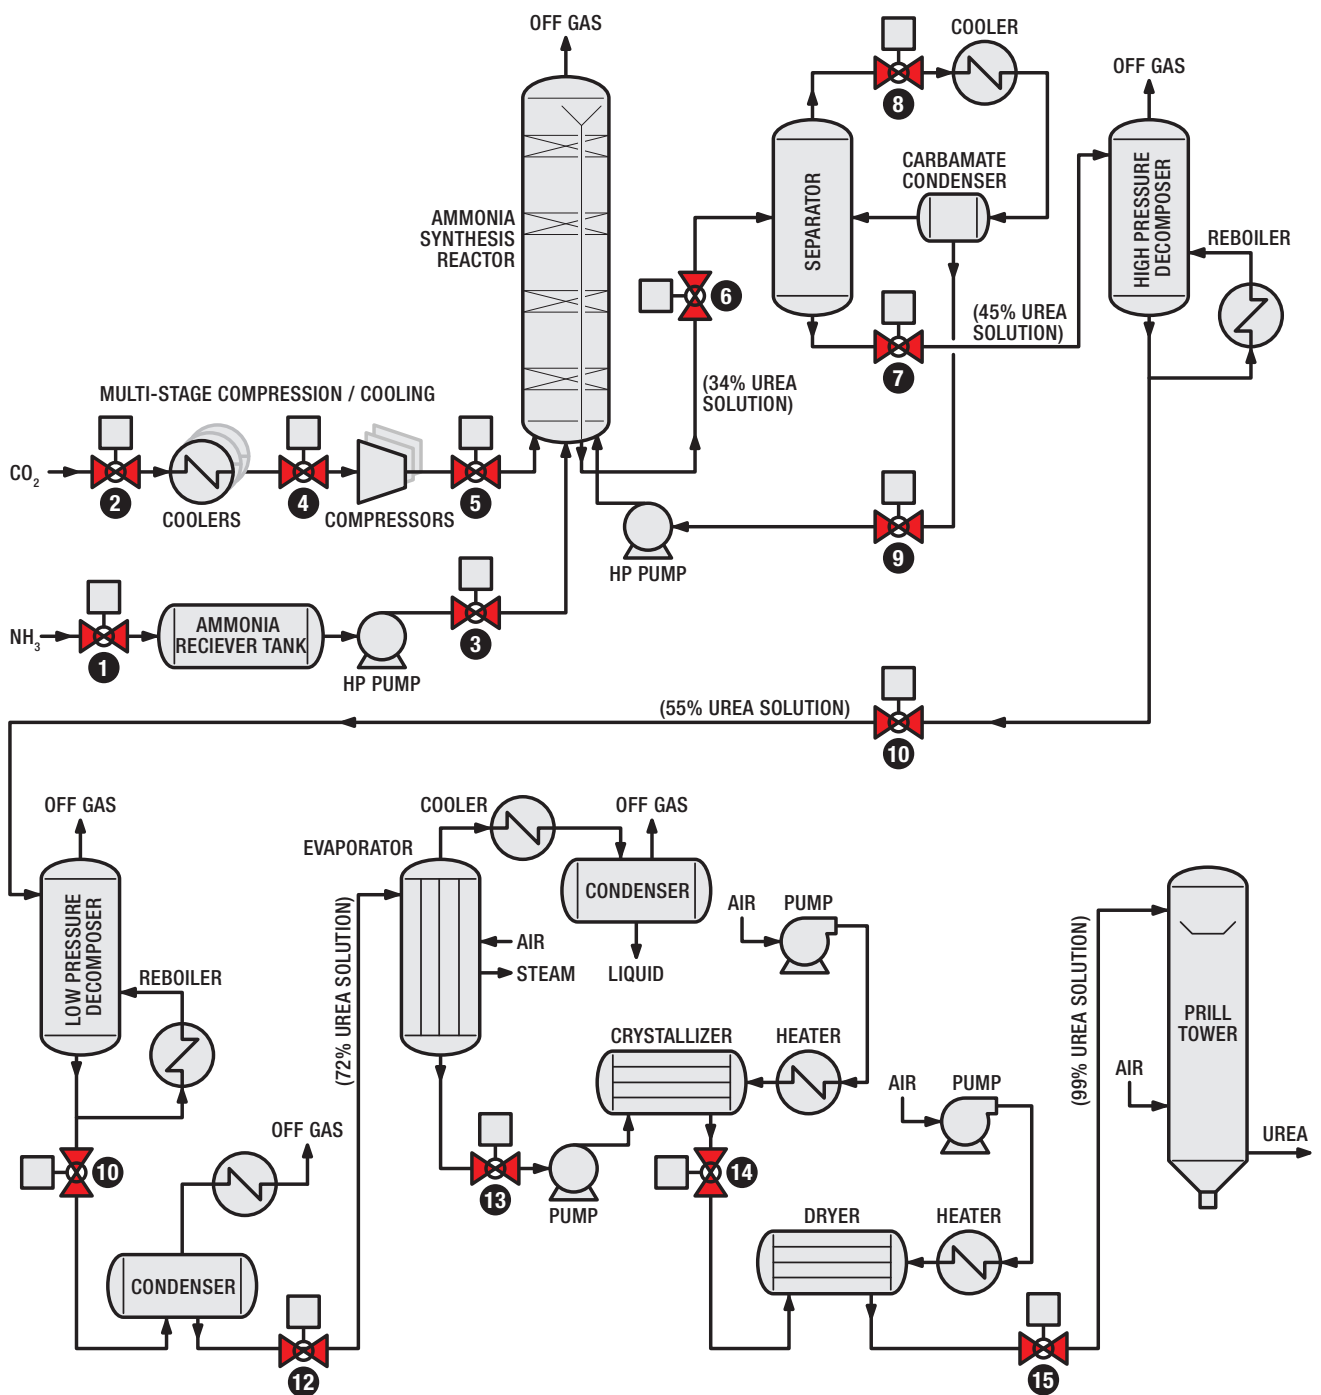 OFF GAS
COOLER
OFF GAS
8
CARBAMATE
CONDENSER
AMMONIA
SYNTHESIS
REACTOR
SEPARATOR
HIGH PRESSURE
DECOMPOSER
REBOILER
6
(45% UREA
SOLUTION)
7
(34% UREA
SOLUTION)
MULTI-STAGE COMPRESSION / COOLING
CO2
2
COOLERS
4
COMPRESSORS
5
9
HP PUMP
NH3
1
AMMONIA
RECIEVER TANK
HP PUMP
3
(55% UREA SOLUTION)
10
OFF GAS
COOLER
OFF GAS
EVAPORATOR
CONDENSER
LOW PRESSURE
DECOMPOSER
REBOILER
(72% UREA SOLUTION)
AIR
STEAM
LIQUID
AIR
PUMP
CRYSTALLIZER
HEATER
AIR
PUMP
(99% UREA SOLUTION)
PRILL
TOWER
AIR
UREA
10
OFF GAS
13
PUMP
14
DRYER
HEATER
CONDENSER
12
15